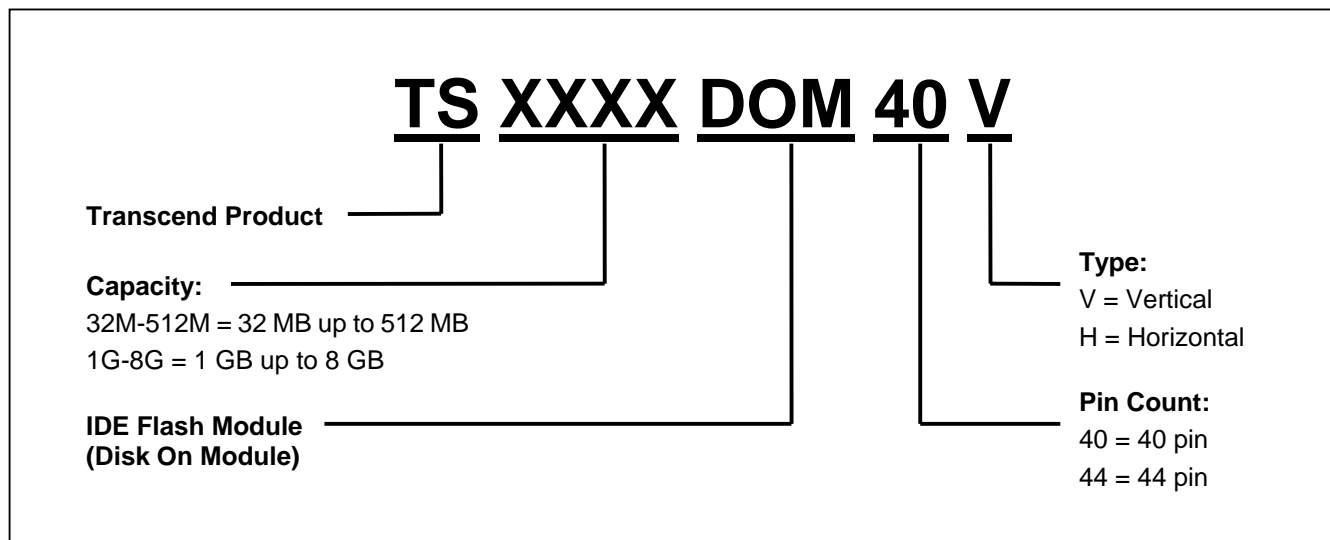 TS XXXX DOM 40 V
Transcend Product
Capacity:
32M-512M = 32 MB up to 512 MB
1G-8G = 1 GB up to 8 GB
IDE Flash Module
(Disk On Module)
Type:
V = Vertical
H = Horizontal
Pin Count:
40 = 40 pin
44 = 44 pin